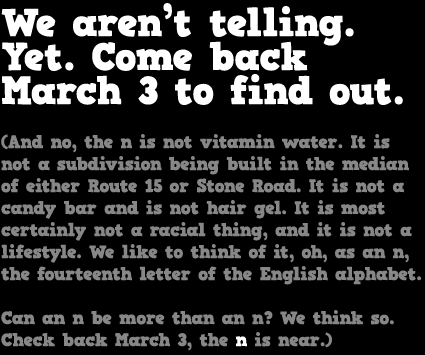 We aren't telling.
Yet. Come back
March 3 to find out.
(And no, the n is not vitamin water. It is
not a subdivision being built in the median
of either Route 15 or Stone Road. It is not a
candy bar and is not hair gel. It is most
certainly not a racial thing, and it is not a
lifestyle. We like to think of it, oh, as an n,
the fourteenth letter of the English alphabet.
Can an n be more than an n? We think so.
Check back March 3, the n is near.)